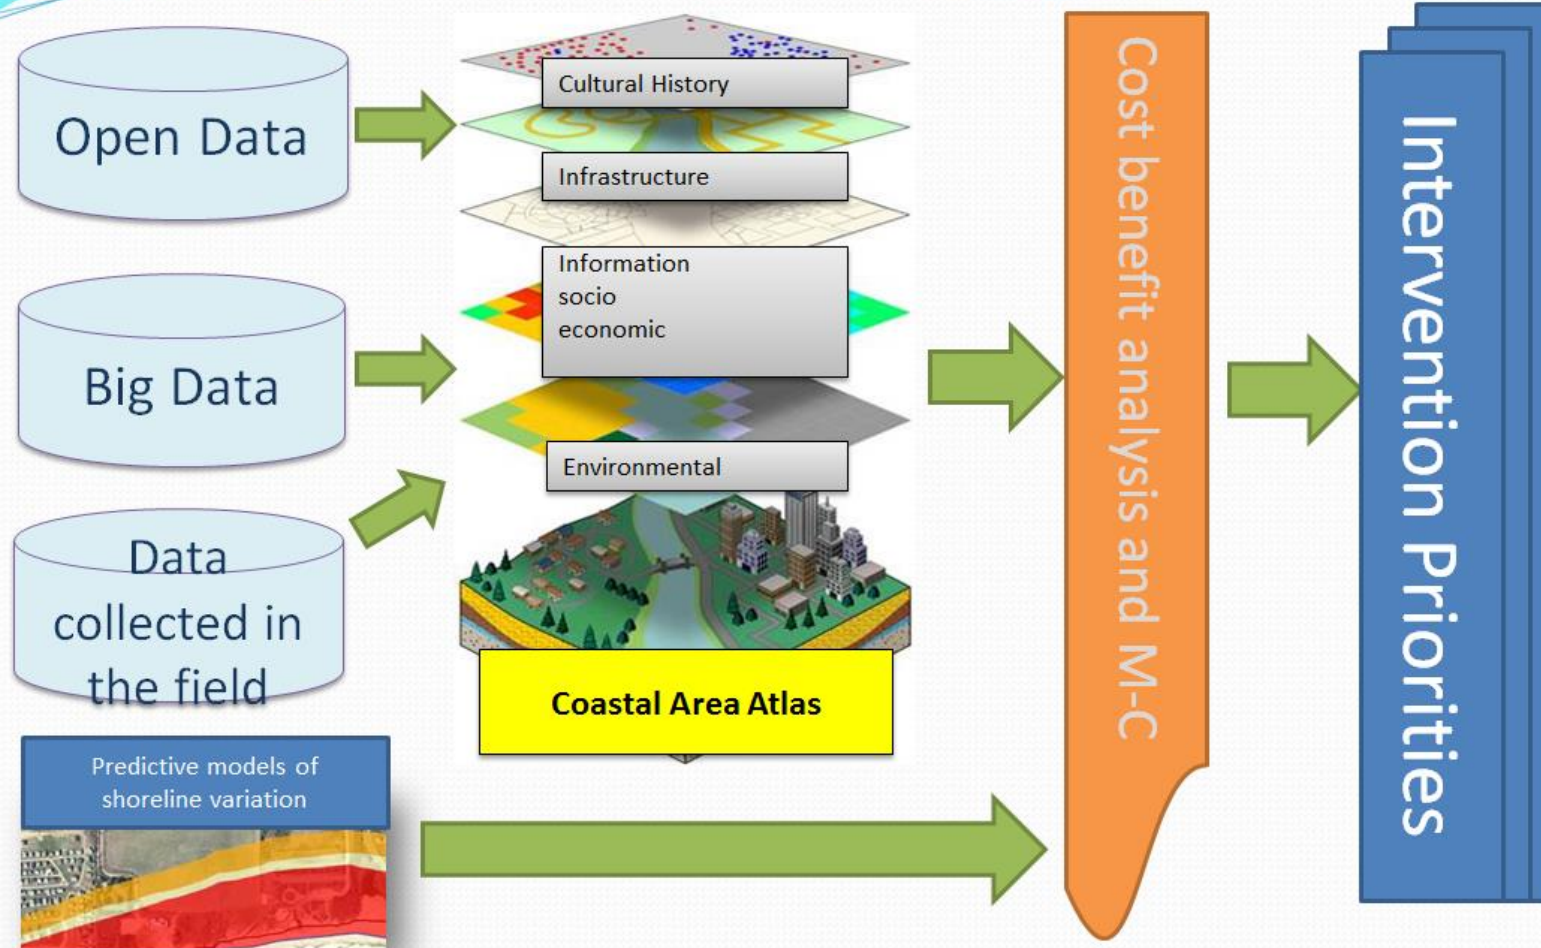 Open Data
Big Data
Data
collected in
the field
Predictive models of
shoreline variation
Cultural History
Infrastructure
Information
socio
economic
Environmental
Coastal Area Atlas
Cost benefit analysis and M-C
Intervention Priorities